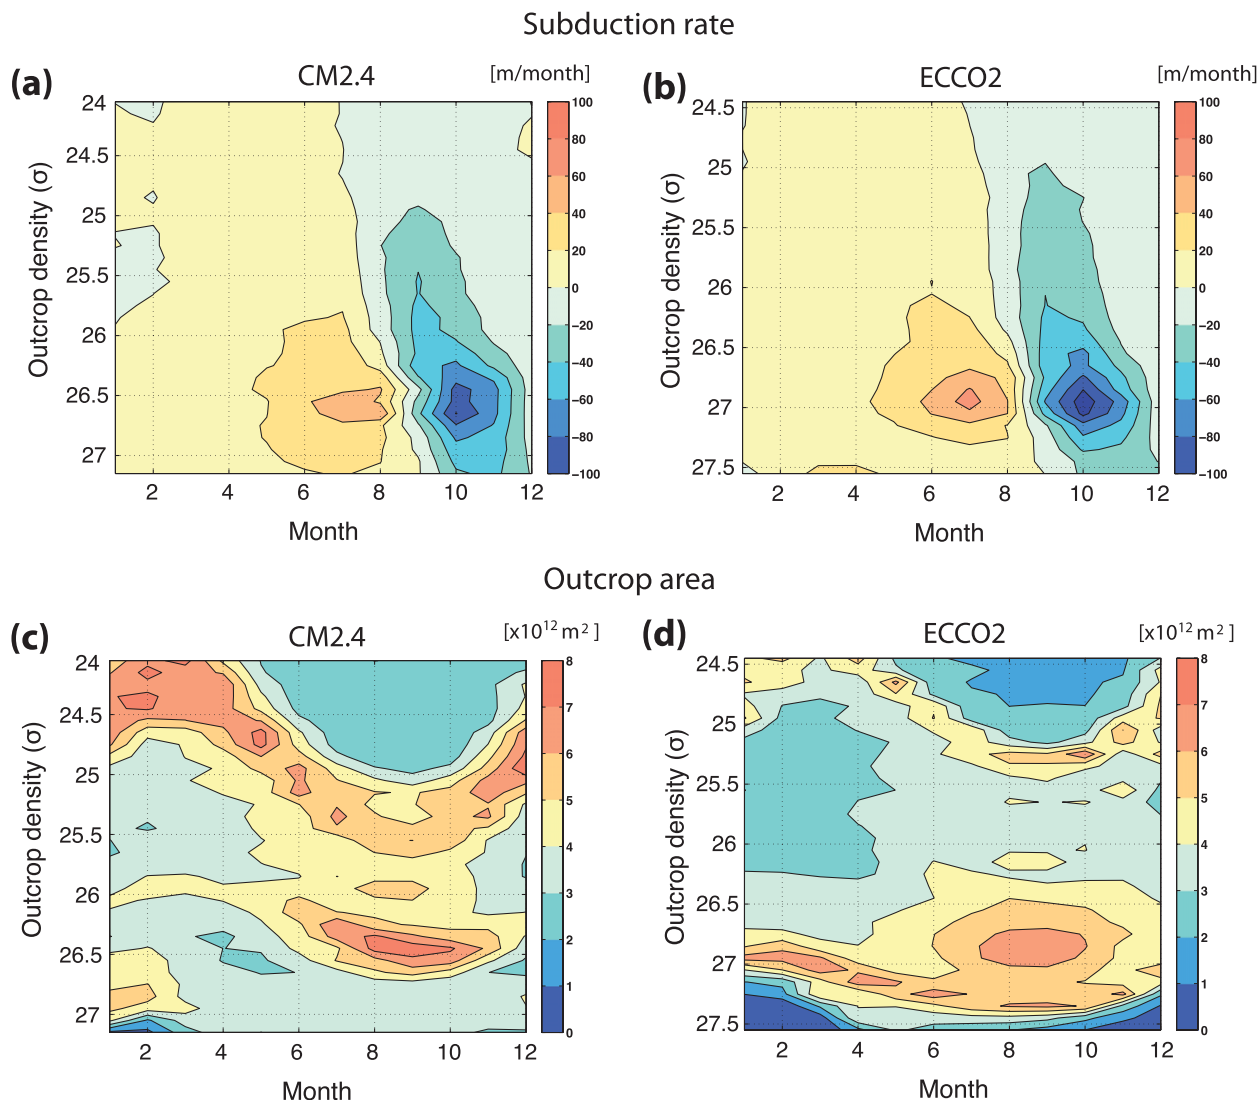 Subduction rate
(a)
CM2.4
[m/month]
24
24.5
25
25.5
26
26.5
27
2 4 6 8 10 12
Outcrop density (σ)
Month
100
80
60
40
20
0
−20
−40
−60
−80
−100
(b)
ECCO2
[m/month]
24.5
25
25.5
26
26.5
27
27.5
2 4 6 8 10 12
Outcrop density (σ)
Month
100
80
60
40
20
0
−20
−40
−60
−80
−100
Outcrop area
(c)
CM2.4
[x10¹² m² ]
24
24.5
25
25.5
26
26.5
27
2 4 6 8 10 12
Outcrop density (σ)
Month
8
7
6
5
4
3
2
1
0
(d)
ECCO2
[x10¹² m² ]
24.5
25
25.5
26
26.5
27
27.5
2 4 6 8 10 12
Outcrop density (σ)
Month
8
7
6
5
4
3
2
1
0